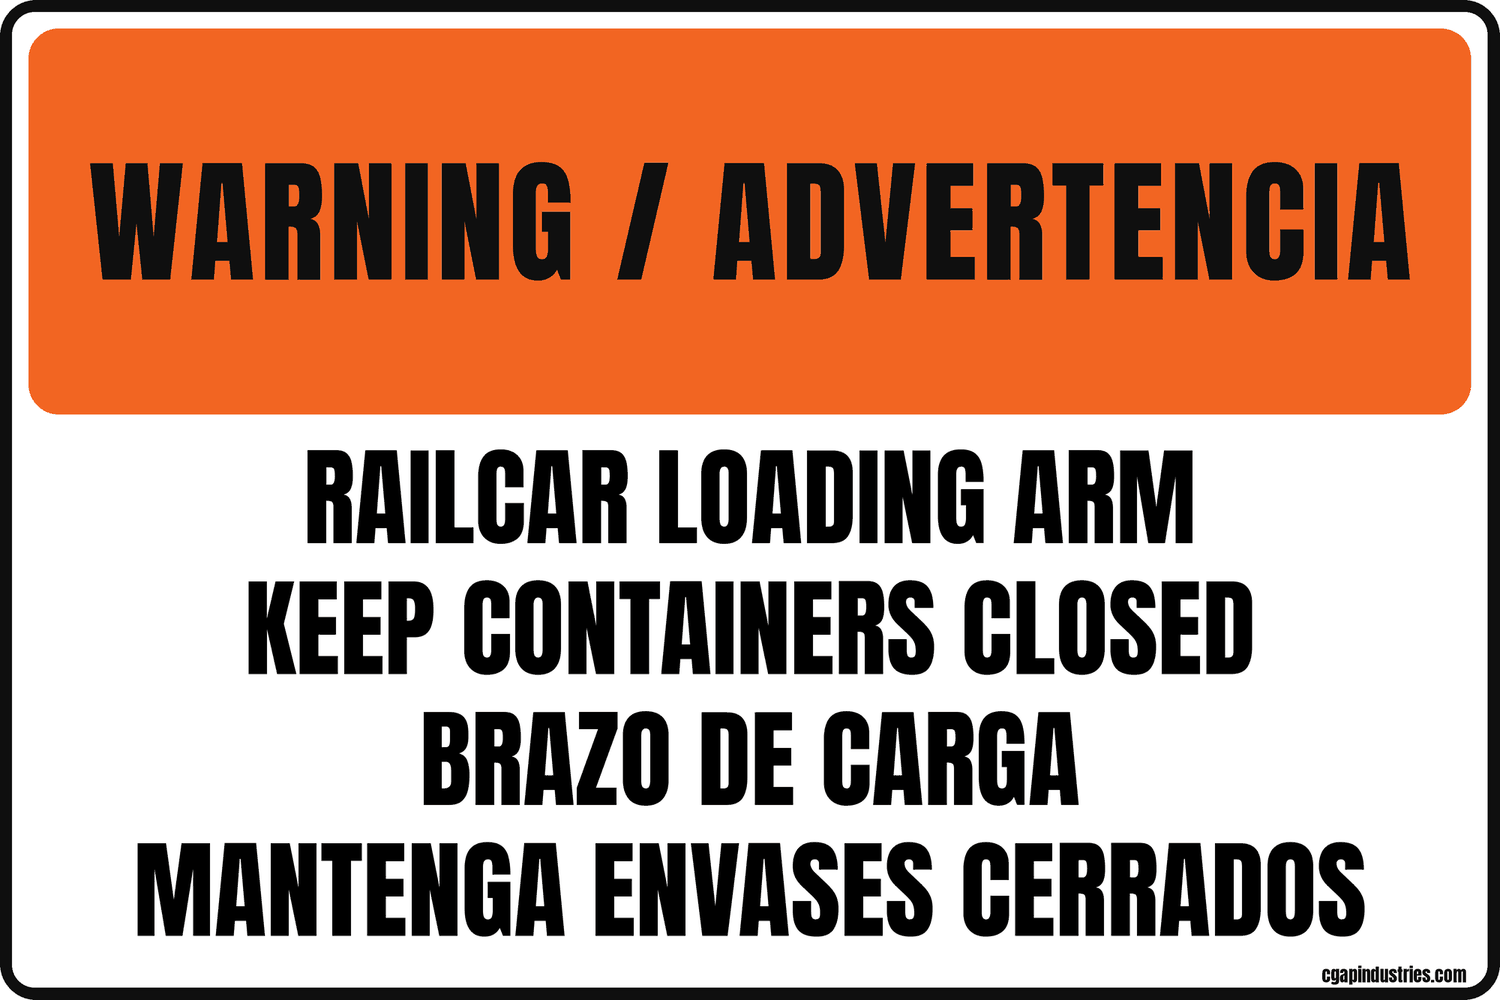 WARNING / ADVERTENCIA
RAILCAR LOADING ARM
KEEP CONTAINERS CLOSED
BRAZO DE CARGA
MANTENGA ENVASES CERRADOS
cgapindustries.com